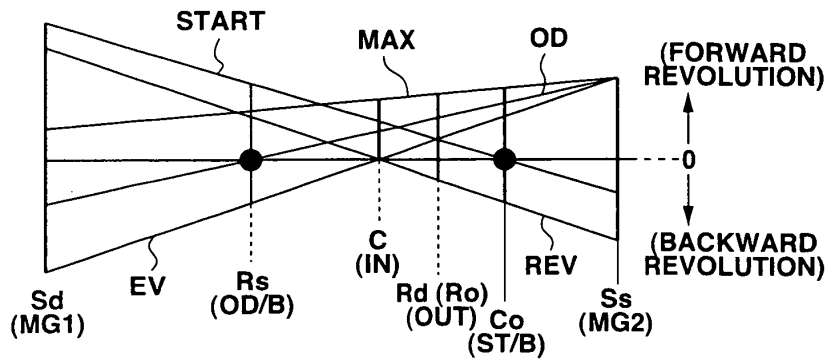 START
MAX
OD
(FORWARD
REVOLUTION)
0
(BACKWARD
REVOLUTION)
EV
REV
Sd
(MG1)
Rs
(OD/B)
C
(IN)
Rd (Ro)
(OUT)
Co
(ST/B)
Ss
(MG2)